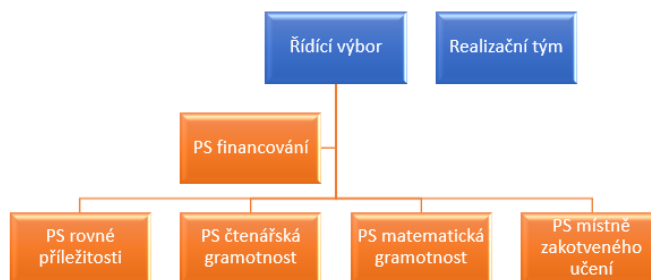 Řídící výbor
Realizační tým
PS financování
PS rovné
příležitosti
PS čtenářská
gramotnost
PS matematická
gramotnost
PS místně
zakotveného
učení